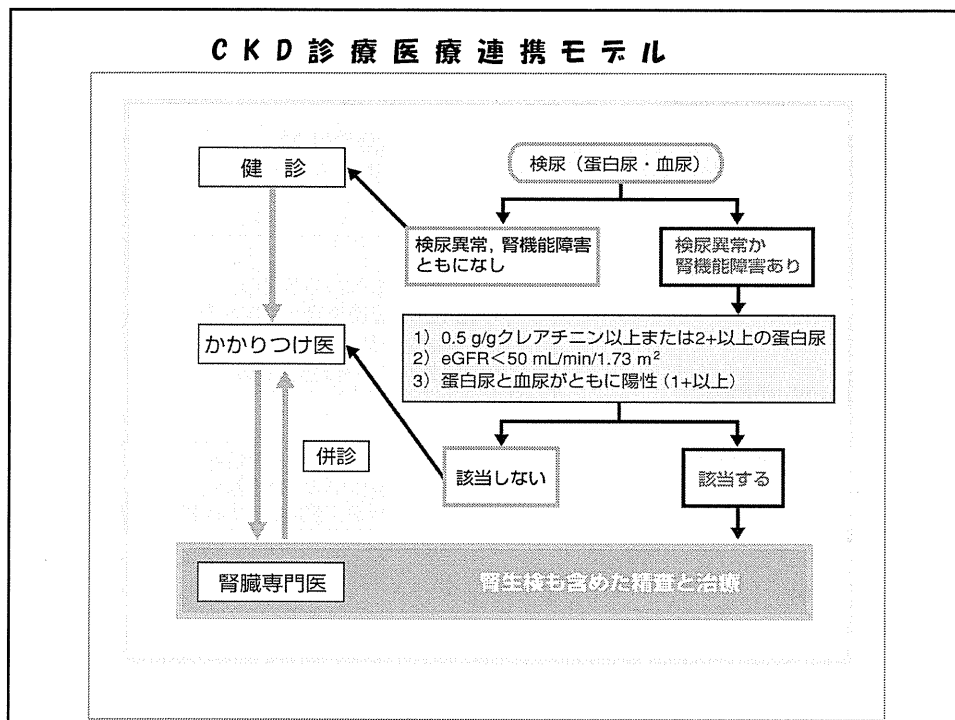 CKD診療医療連携モデル
健 診
検尿（蛋白尿・血尿）
検尿異常，腎機能障害
ともになし
検尿異常か
腎機能障害あり
かかりつけ医
1）0.5 g/gクレアチニン以上または2+以上の蛋白尿
2）eGFR＜50 mL/min/1.73 m²
3）蛋白尿と血尿がともに陽性（1+以上）
併診
該当しない
該当する
腎臓専門医
腎生検も含めた精査と治療